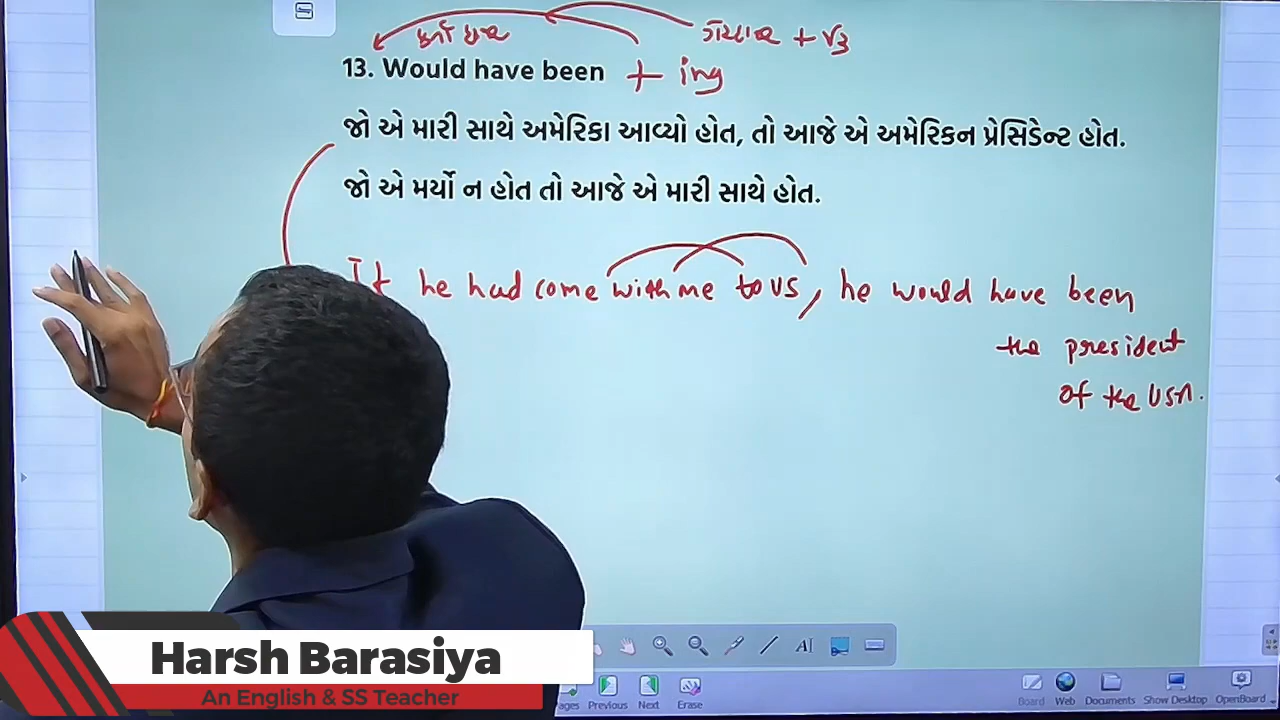 કર્તા દ્વારા
કરાયાર + V3
13. Would have been + ing
જો એ મારી સાથે અમેરિકા આવ્યો હોત, તો આજે એ અમેરિકન પ્રેસિડેન્ટ હોત.
જો એ મર્યો ન હોત તો આજે એ મારી સાથે હોત.
If he had come with me to US, he would have been
the president
of the USA.
Harsh Barasiya
An English & SS Teacher
ages Previous Next Erase
Board Web Documents Show Desktop OpenBoard